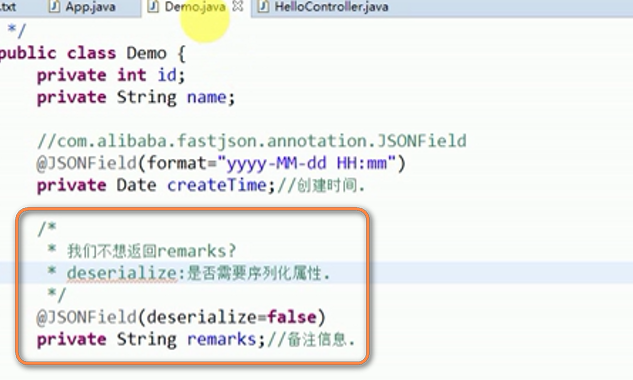 .txt App.java Demo.java HelloController.java
*/
public class Demo {
private int id;
private String name;
//com.alibaba.fastjson.annotation.JSONField
@JSONField(format="yyyy-MM-dd HH:mm")
private Date createTime;//创建时间.
/*
* 我们不想返回remarks?
* deserialize:是否需要序列化属性.
*/
@JSONField(deserialize=false)
private String remarks;//备注信息.